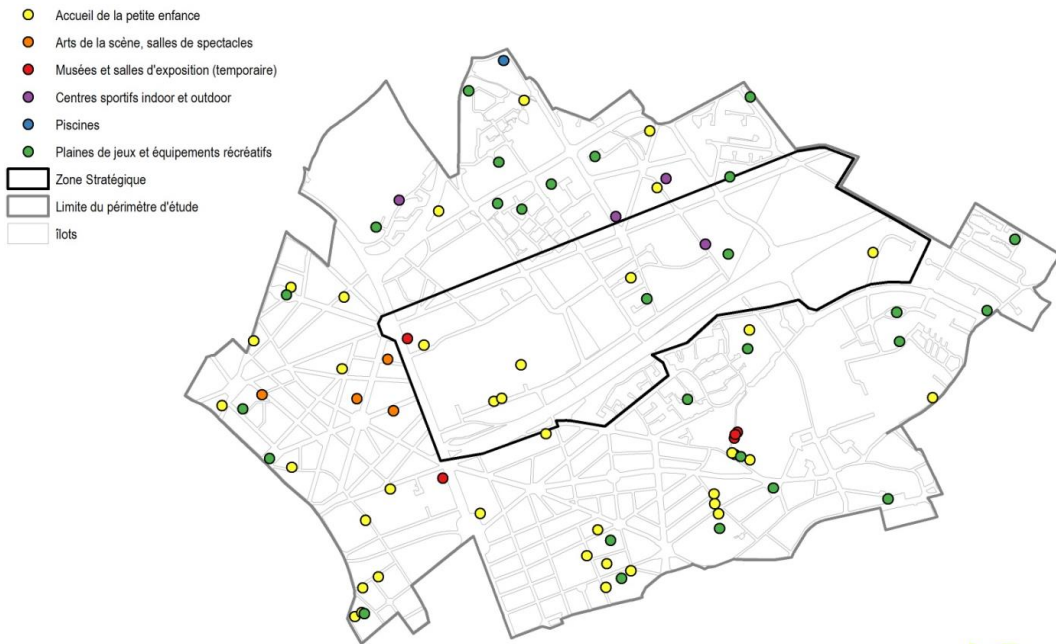 Accueil de la petite enfance
Arts de la scène, salles de spectacles
Musées et salles d'exposition (temporaire)
Centres sportifs indoor et outdoor
Piscines
Plaines de jeux et équipements récréatifs
Zone Stratégique
Limite du périmètre d'étude
îlots